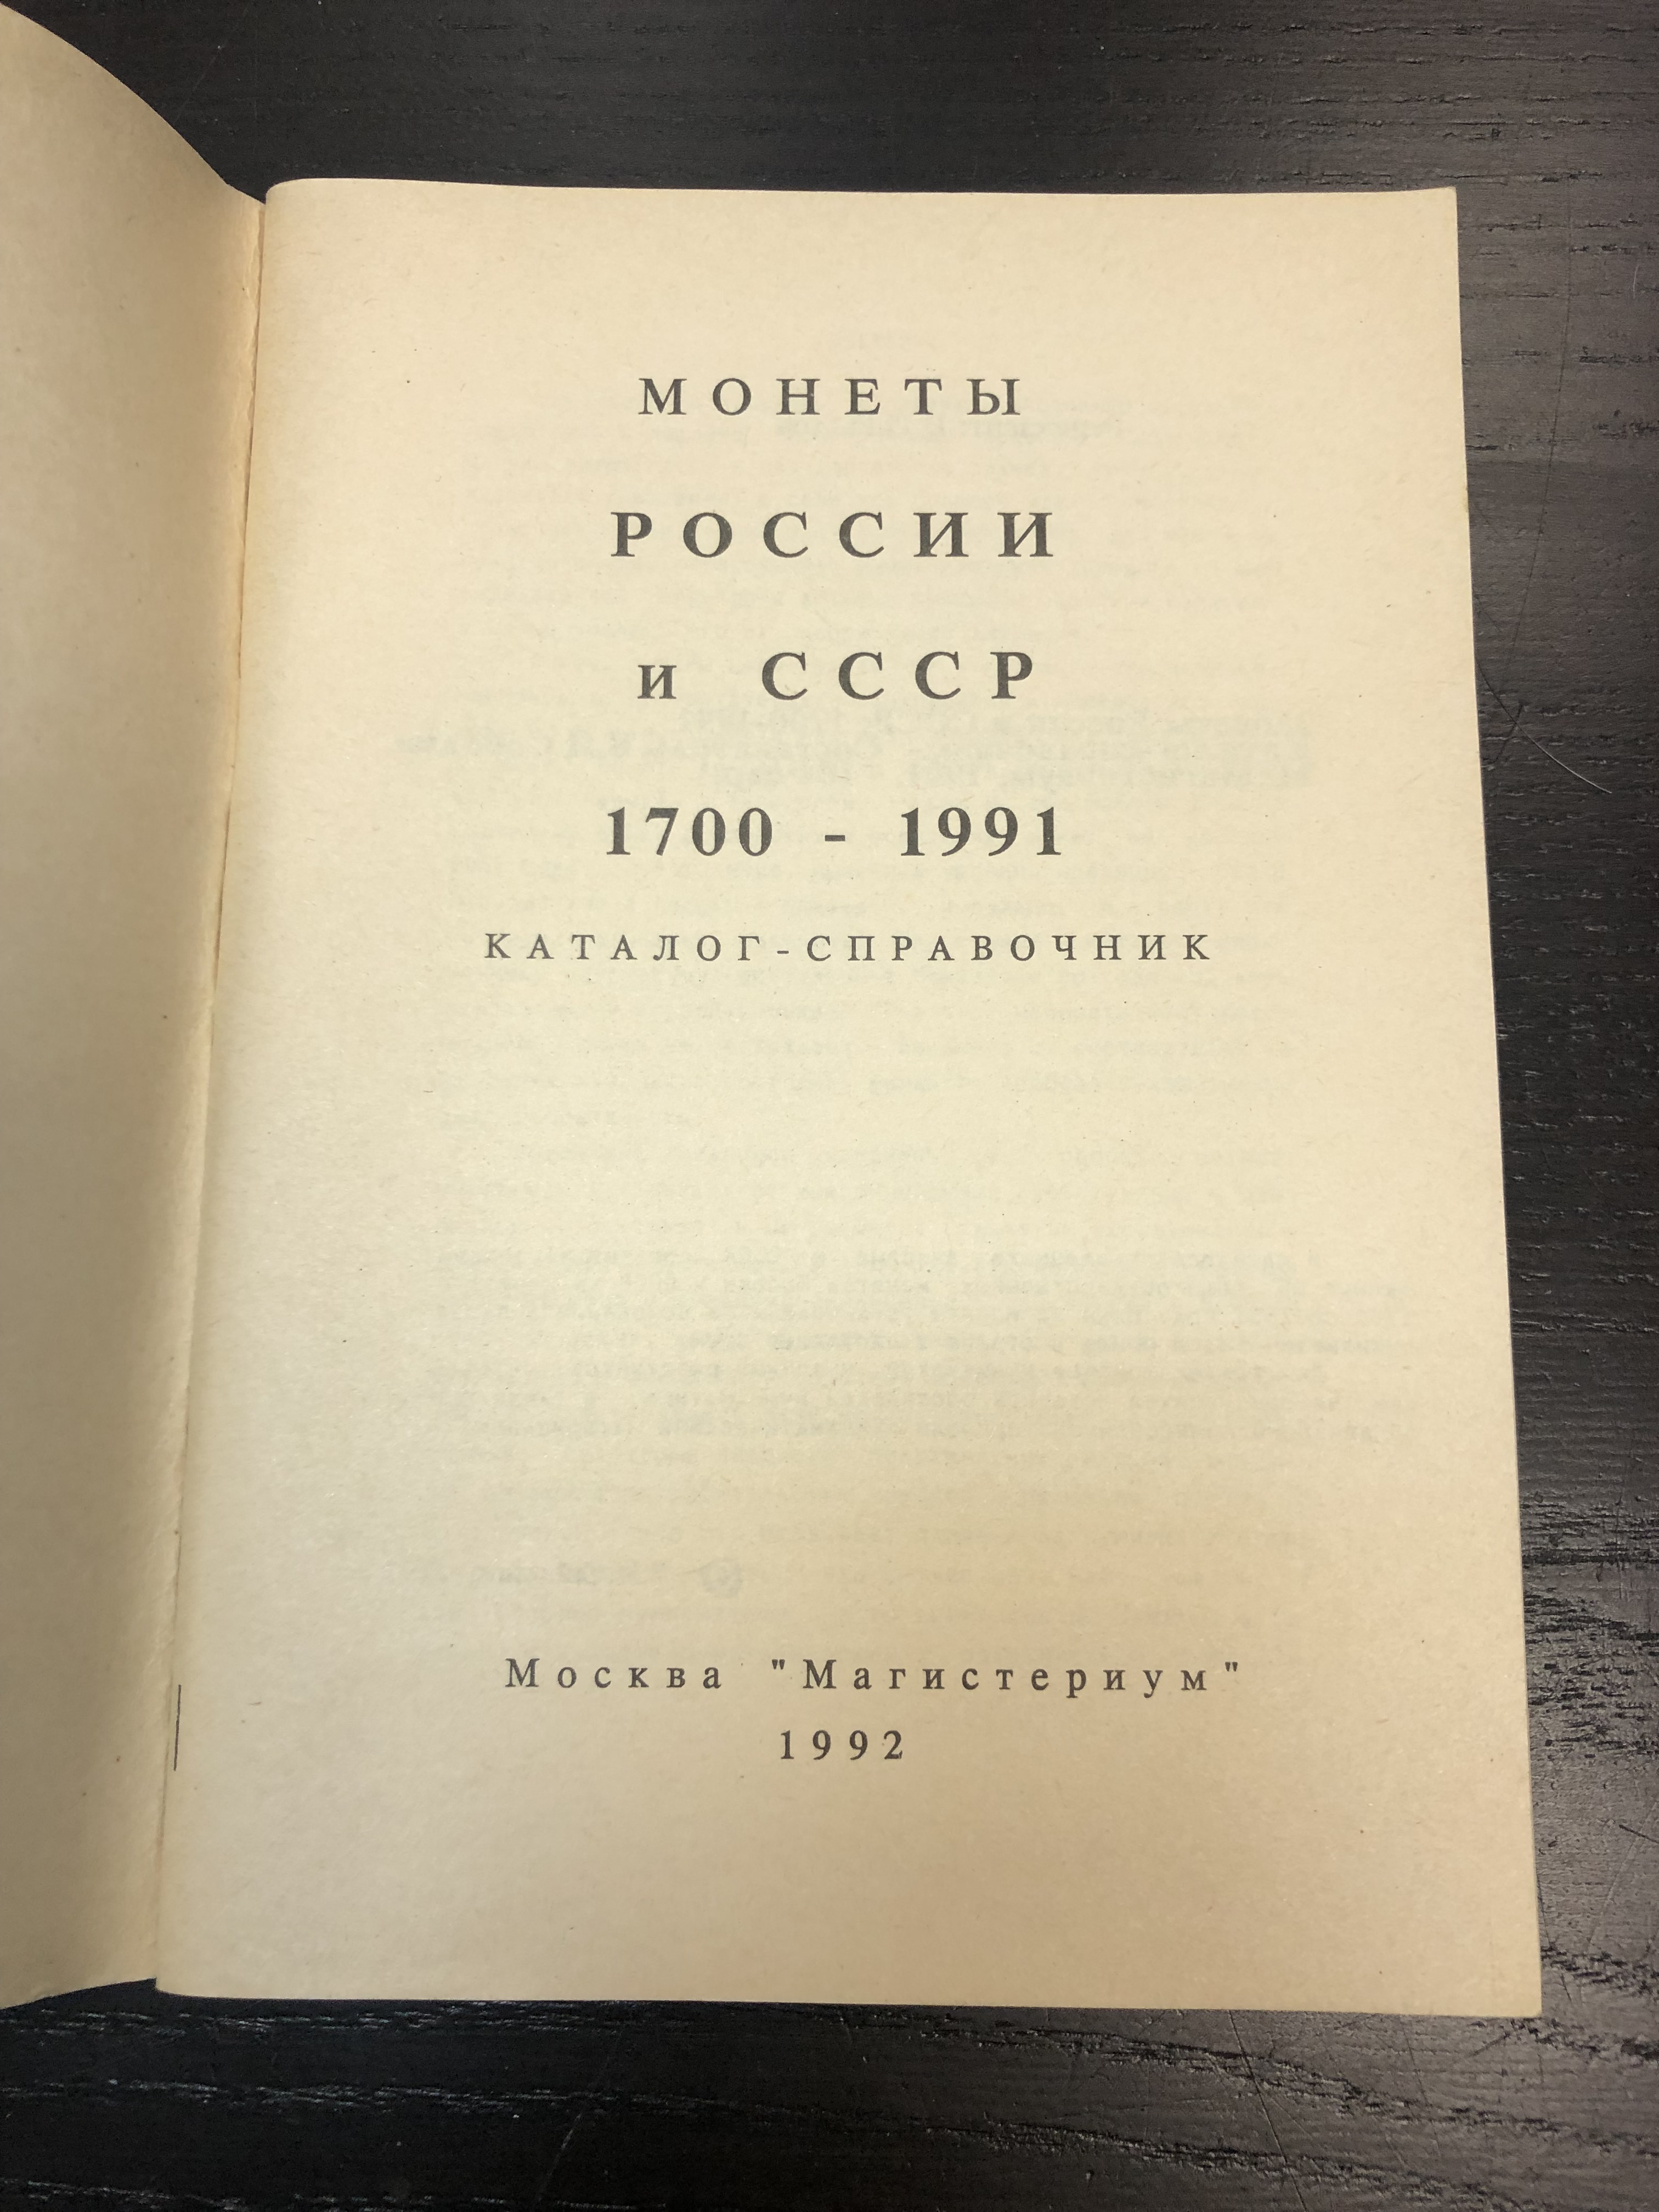 МОНЕТЫ
РОССИИ
и СССР
1700 - 1991
КАТАЛОГ-СПРАВОЧНИК
Москва "Магистериум"
1992